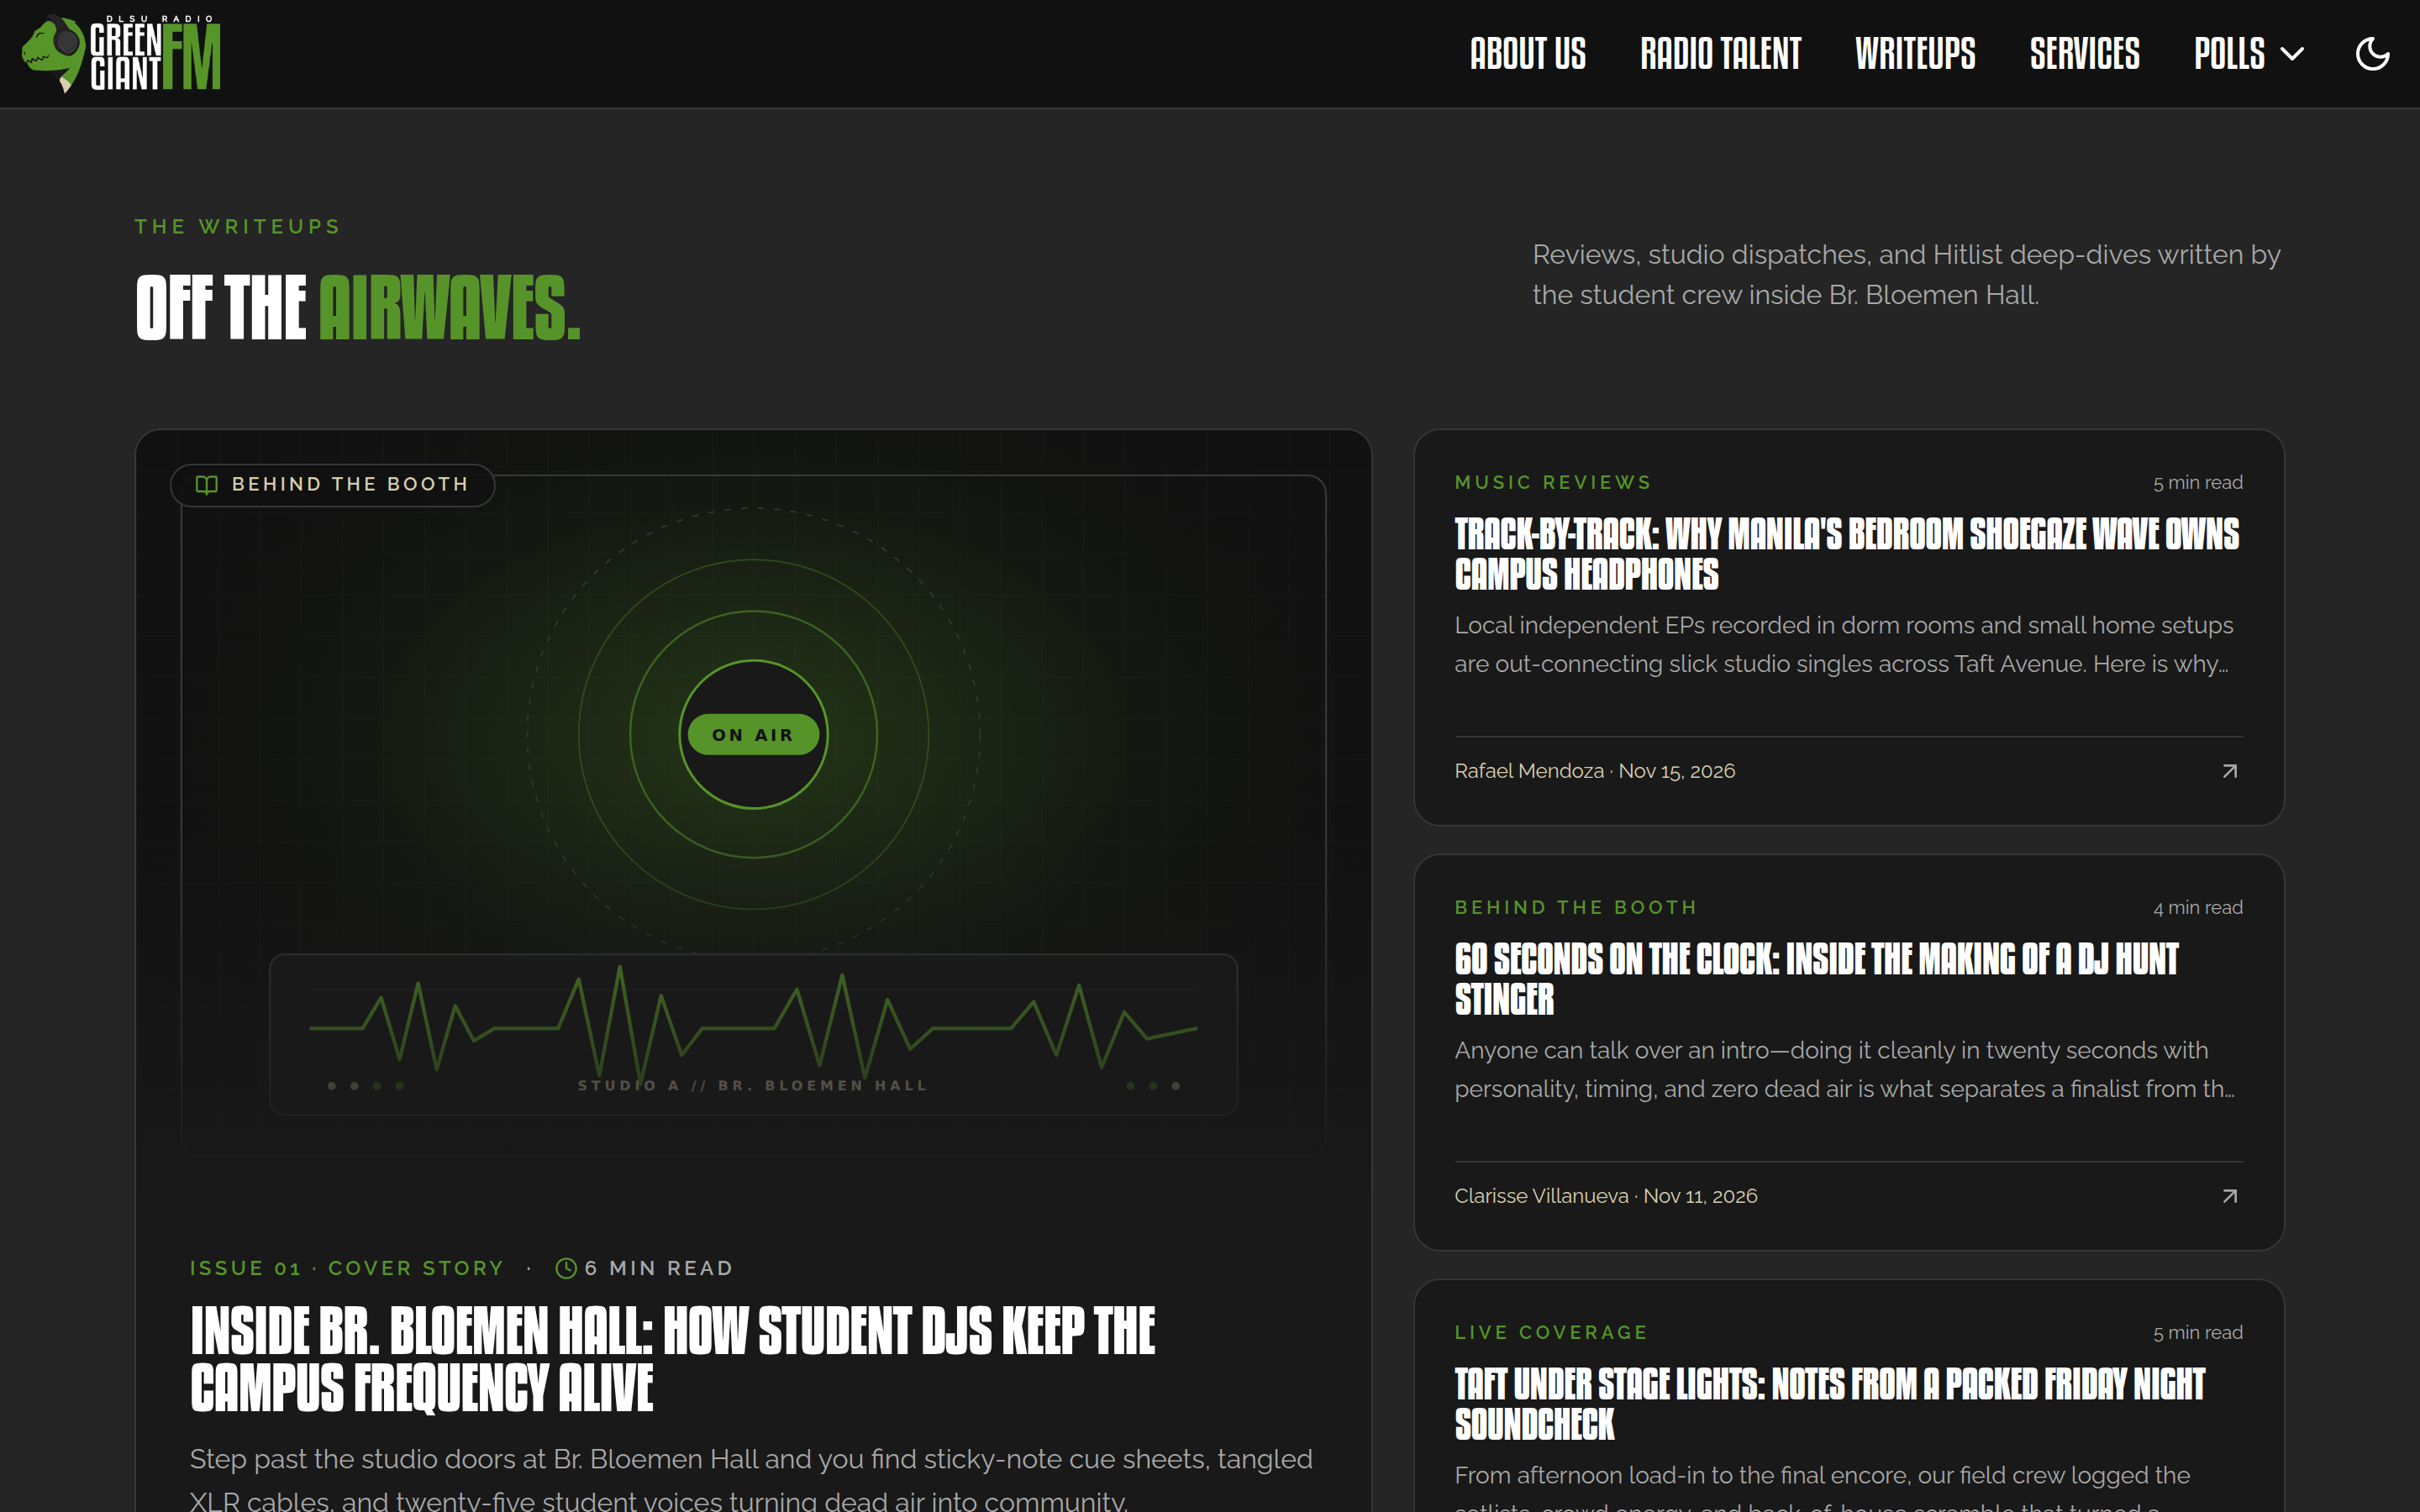 DLSU RADIO
GREEN
GIANT
FM
ABOUT US
RADIO TALENT
WRITEUPS
SERVICES
POLLS
THE WRITEUPS
OFF THE AIRWAVES.
Reviews, studio dispatches, and Hitlist deep-dives written by
the student crew inside Br. Bloemen Hall.
BEHIND THE BOOTH
ON AIR
STUDIO A // BR. BLOEMEN HALL
ISSUE 01 · COVER STORY · 6 MIN READ
INSIDE BR. BLOEMEN HALL: HOW STUDENT DJS KEEP THE
CAMPUS FREQUENCY ALIVE
Step past the studio doors at Br. Bloemen Hall and you find sticky-note cue sheets, tangled
XLR cables, and twenty-five student voices turning dead air into community.
MUSIC REVIEWS
5 min read
TRACK-BY-TRACK: WHY MANILA'S BEDROOM SHOEGAZE WAVE OWNS
CAMPUS HEADPHONES
Local independent EPs recorded in dorm rooms and small home setups
are out-connecting slick studio singles across Taft Avenue. Here is why…
Rafael Mendoza · Nov 15, 2026
BEHIND THE BOOTH
4 min read
60 SECONDS ON THE CLOCK: INSIDE THE MAKING OF A DJ HUNT
STINGER
Anyone can talk over an intro—doing it cleanly in twenty seconds with
personality, timing, and zero dead air is what separates a finalist from th…
Clarisse Villanueva · Nov 11, 2026
LIVE COVERAGE
5 min read
TAFT UNDER STAGE LIGHTS: NOTES FROM A PACKED FRIDAY NIGHT
SOUNDCHECK
From afternoon load-in to the final encore, our field crew logged the
setlists, crowd energy, and back-of-house scramble that turned a